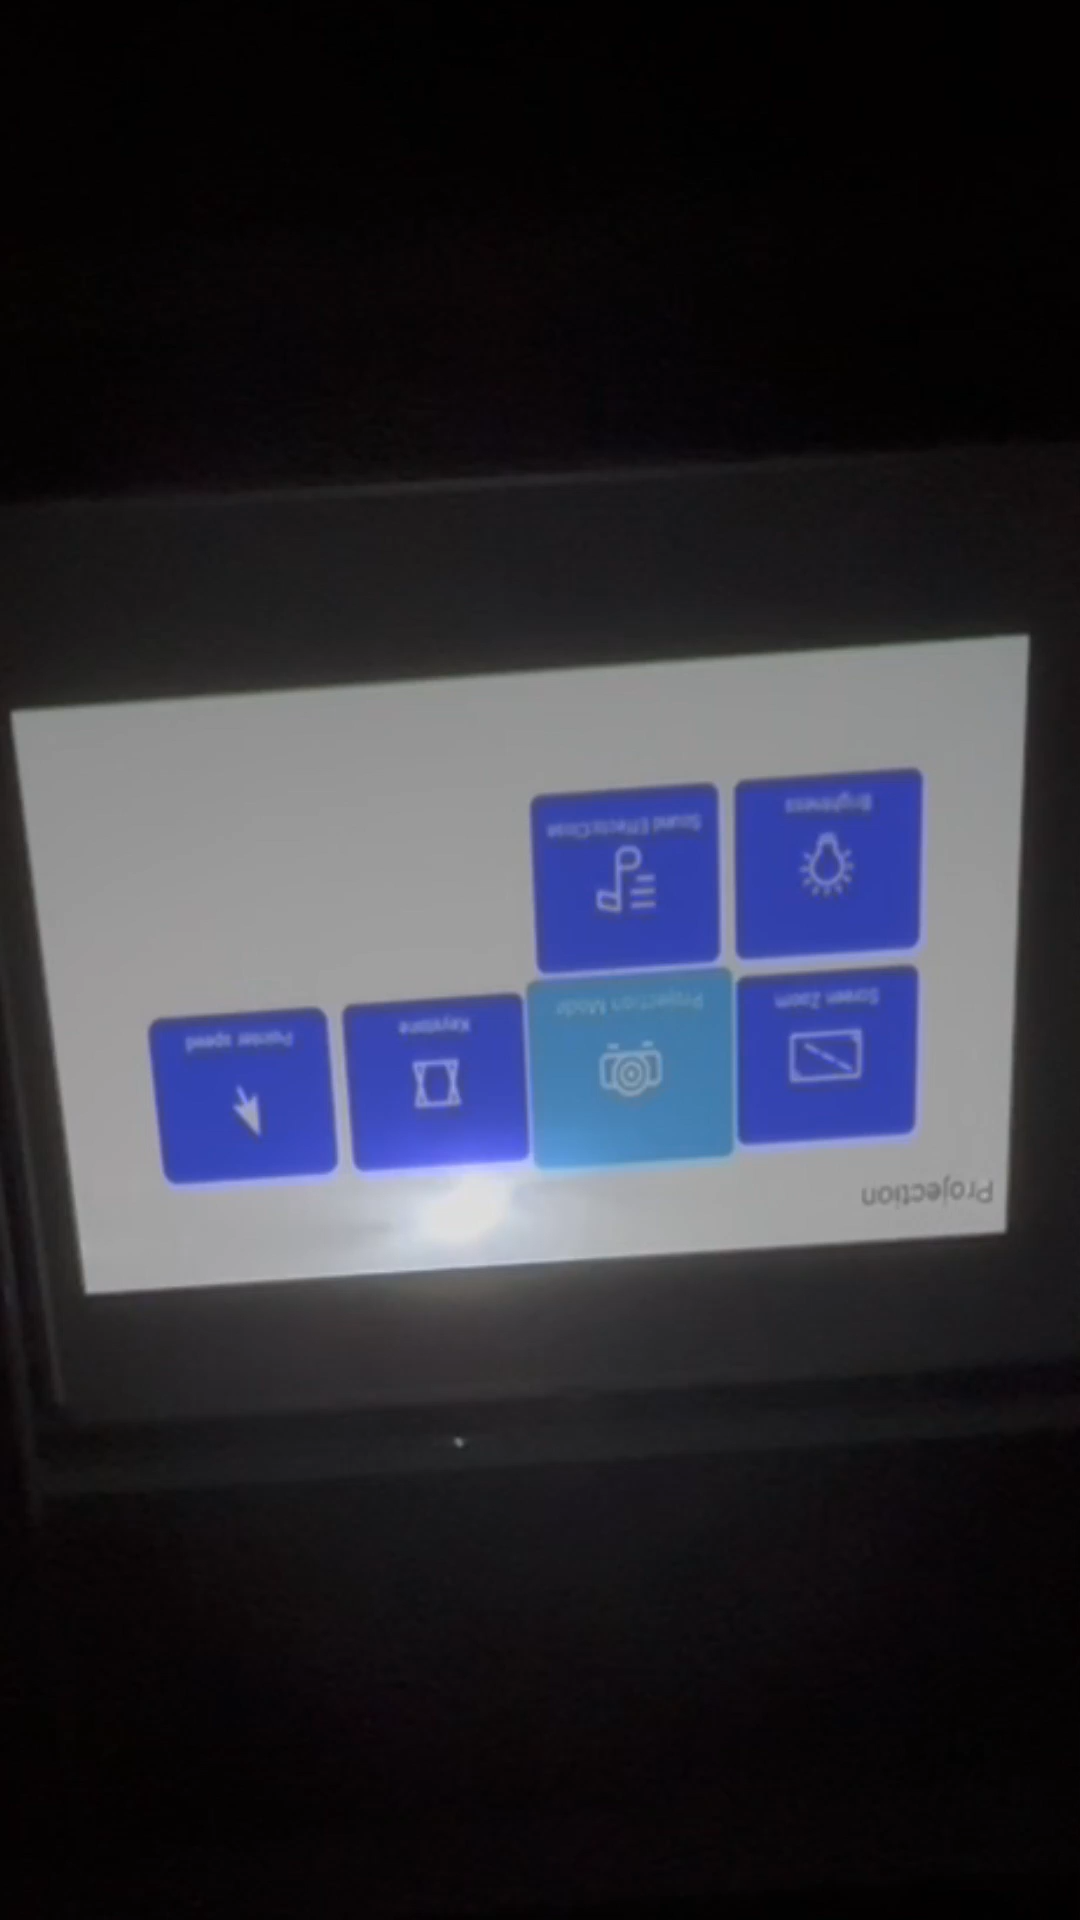 Projection
Screen Zoom
Projection Mode
Keystone
Pointer speed
Brightness
Sound Effects:Close